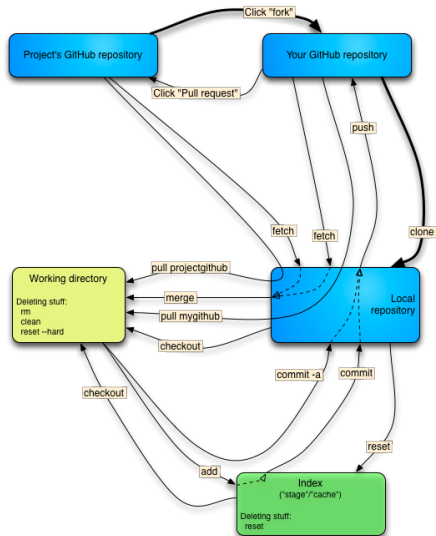 Click "fork"
Project's GitHub repository
Your GitHub repository
Click "Pull request"
push
fetch
fetch
clone
pull projectgithub
Working directory
merge
Local
repository
Deleting stuff:
rm
clean
reset --hard
pull mygithub
checkout
commit -a
commit
checkout
reset
add
Index
("stage"/"cache")
Deleting stuff:
reset